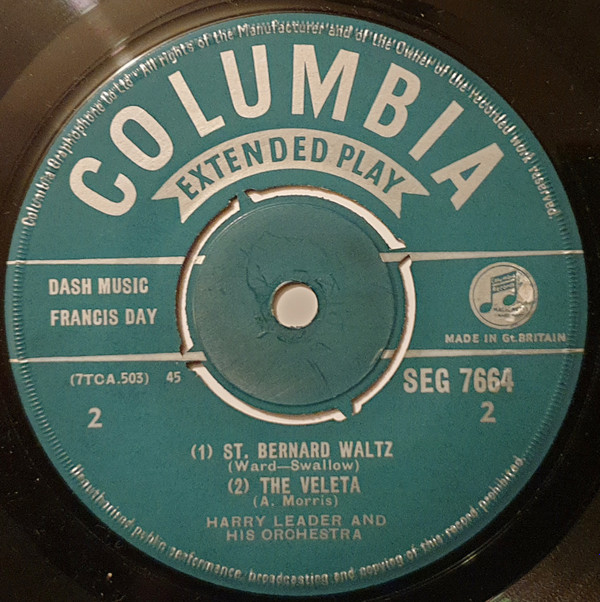 Columbia Graphophone Co Ltd · All rights of the Manufacturer and of the Owner of the recorded Work reserved.
COLUMBIA
EXTENDED PLAY
DASH MUSIC
FRANCIS DAY
MADE IN Gt. BRITAIN
(7TCA.503) 45
SEG 7664
2
2
(1) ST. BERNARD WALTZ
(Ward—Swallow)
(2) THE VELETA
(A. Morris)
HARRY LEADER AND
HIS ORCHESTRA
Unauthorized public performance, broadcasting and copying of this record prohibited.